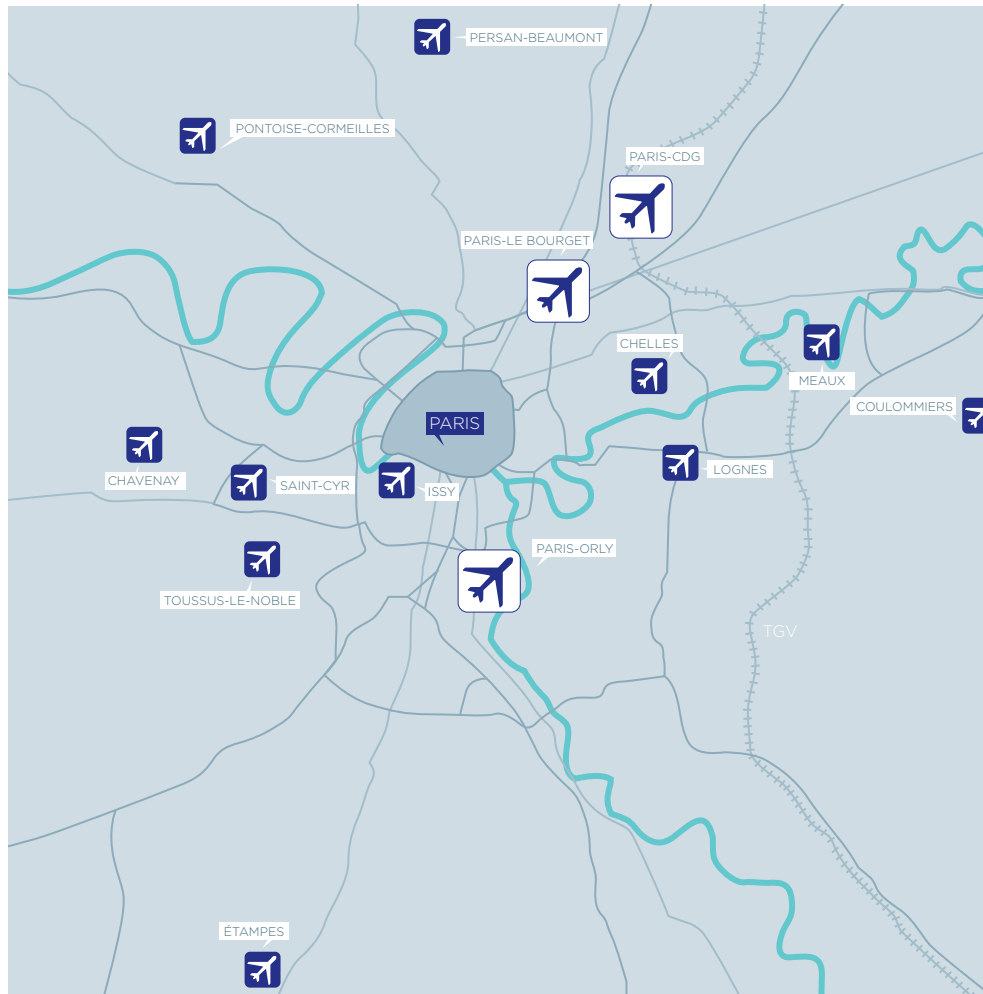 PERSAN-BEAUMONT
PONTOISE-CORMEILLES
PARIS-CDG
PARIS-LE BOURGET
CHELLES
MEAUX
COULOMMIERS
PARIS
CHAVENAY
SAINT-CYR
ISSY
LOGNES
PARIS-ORLY
TOUSSUS-LE-NOBLE
TGV
ÉTAMPES